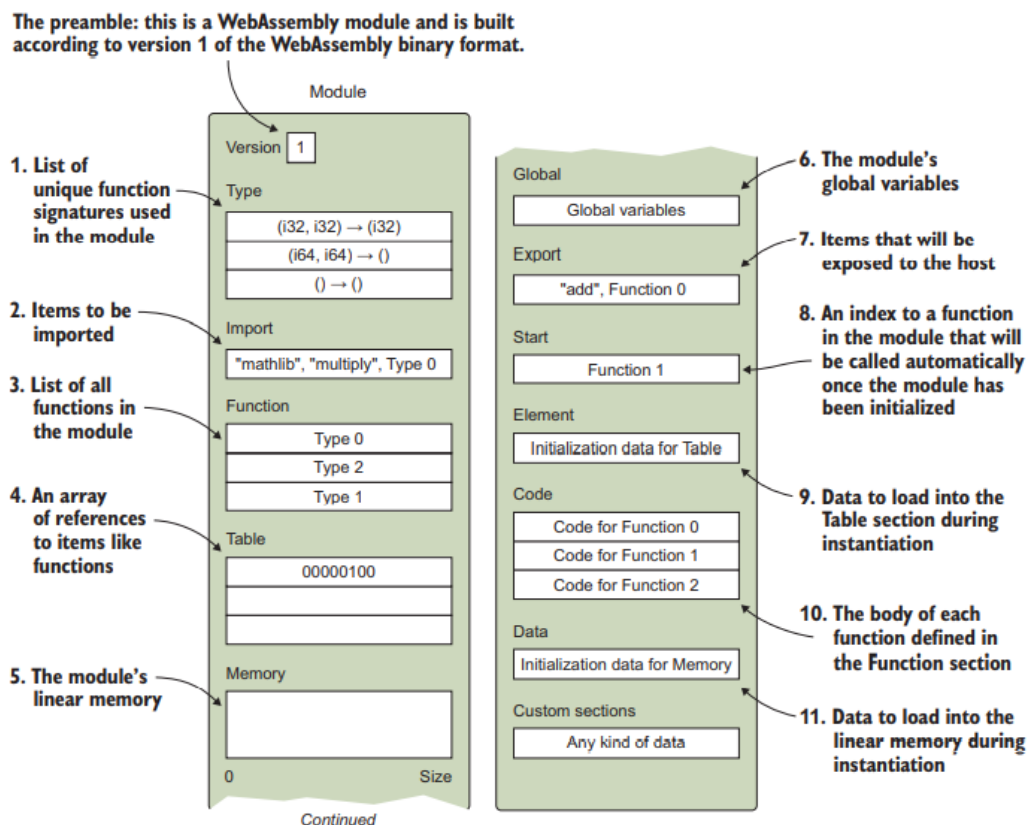 The preamble: this is a WebAssembly module and is built
according to version 1 of the WebAssembly binary format.
Module
Version 1
1. List of
unique function
signatures used
in the module
Type
(i32, i32) → (i32)
(i64, i64) → ()
() → ()
2. Items to be
imported
Import
"mathlib", "multiply", Type 0
3. List of all
functions in
the module
Function
Type 0
Type 2
Type 1
4. An array
of references
to items like
functions
Table
00000100
5. The module's
linear memory
Memory
0 Size
Continued
Global
Global variables
6. The module's
global variables
Export
"add", Function 0
7. Items that will be
exposed to the host
Start
Function 1
8. An index to a function
in the module that will
be called automatically
once the module has
been initialized
Element
Initialization data for Table
9. Data to load into the
Table section during
instantiation
Code
Code for Function 0
Code for Function 1
Code for Function 2
10. The body of each
function defined in
the Function section
Data
Initialization data for Memory
11. Data to load into the
linear memory during
instantiation
Custom sections
Any kind of data